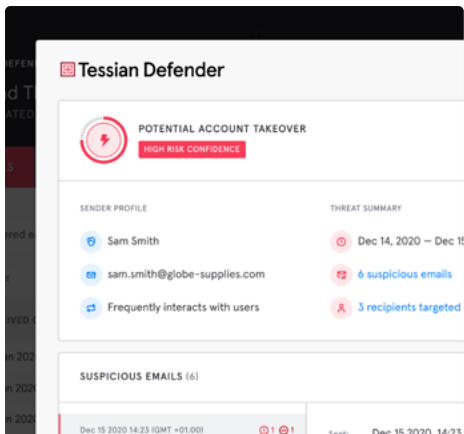 Tessian Defender
POTENTIAL ACCOUNT TAKEOVER
HIGH RISK CONFIDENCE
SENDER PROFILE
Sam Smith
sam.smith@globe-supplies.com
Frequently interacts with users
THREAT SUMMARY
Dec 14, 2020 — Dec 15
6 suspicious emails
3 recipients targeted
SUSPICIOUS EMAILS (6)
Dec 15 2020 14:23 (GMT +01.00)
1 1
Dec 15 2020, 14:23